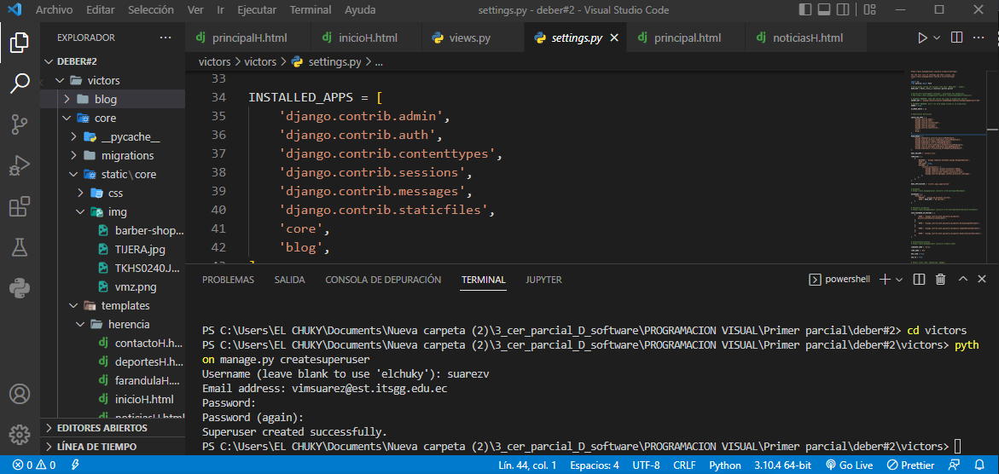 Archivo Editar Selección Ver Ir Ejecutar Terminal Ayuda settings.py - deber#2 - Visual Studio Code
EXPLORADOR ...
DEBER#2
victors
blog
core
__pycache__
migrations
static\core
css
img
barber-shop...
TIJERA.jpg
TKHS0240.J...
vmz.png
templates
herencia
contactoH.h...
deportesH.h...
farandulaH....
inicioH.html
noticiasH.html
EDITORES ABIERTOS
LÍNEA DE TIEMPO
principalH.html inicioH.html views.py settings.py principal.html noticiasH.html
victors > victors > settings.py > ...
33
34 INSTALLED_APPS = [
35 'django.contrib.admin',
36 'django.contrib.auth',
37 'django.contrib.contenttypes',
38 'django.contrib.sessions',
39 'django.contrib.messages',
40 'django.contrib.staticfiles',
41 'core',
42 'blog',
43 ]
PROBLEMAS SALIDA CONSOLA DE DEPURACIÓN TERMINAL JUPYTER powershell
PS C:\Users\EL CHUKY\Documents\Nueva carpeta (2)\3_cer_parcial_D_software\PROGRAMACION VISUAL\Primer parcial\deber#2> cd victors
PS C:\Users\EL CHUKY\Documents\Nueva carpeta (2)\3_cer_parcial_D_software\PROGRAMACION VISUAL\Primer parcial\deber#2\victors> pyth
on manage.py createsuperuser
Username (leave blank to use 'elchuky'): suarezv
Email address: vimsuarez@est.itsgg.edu.ec
Password:
Password (again):
Superuser created successfully.
PS C:\Users\EL CHUKY\Documents\Nueva carpeta (2)\3_cer_parcial_D_software\PROGRAMACION VISUAL\Primer parcial\deber#2\victors>
0 0 Lín. 44, col. 1 Espacios: 4 UTF-8 CRLF Python 3.10.4 64-bit Go Live Prettier